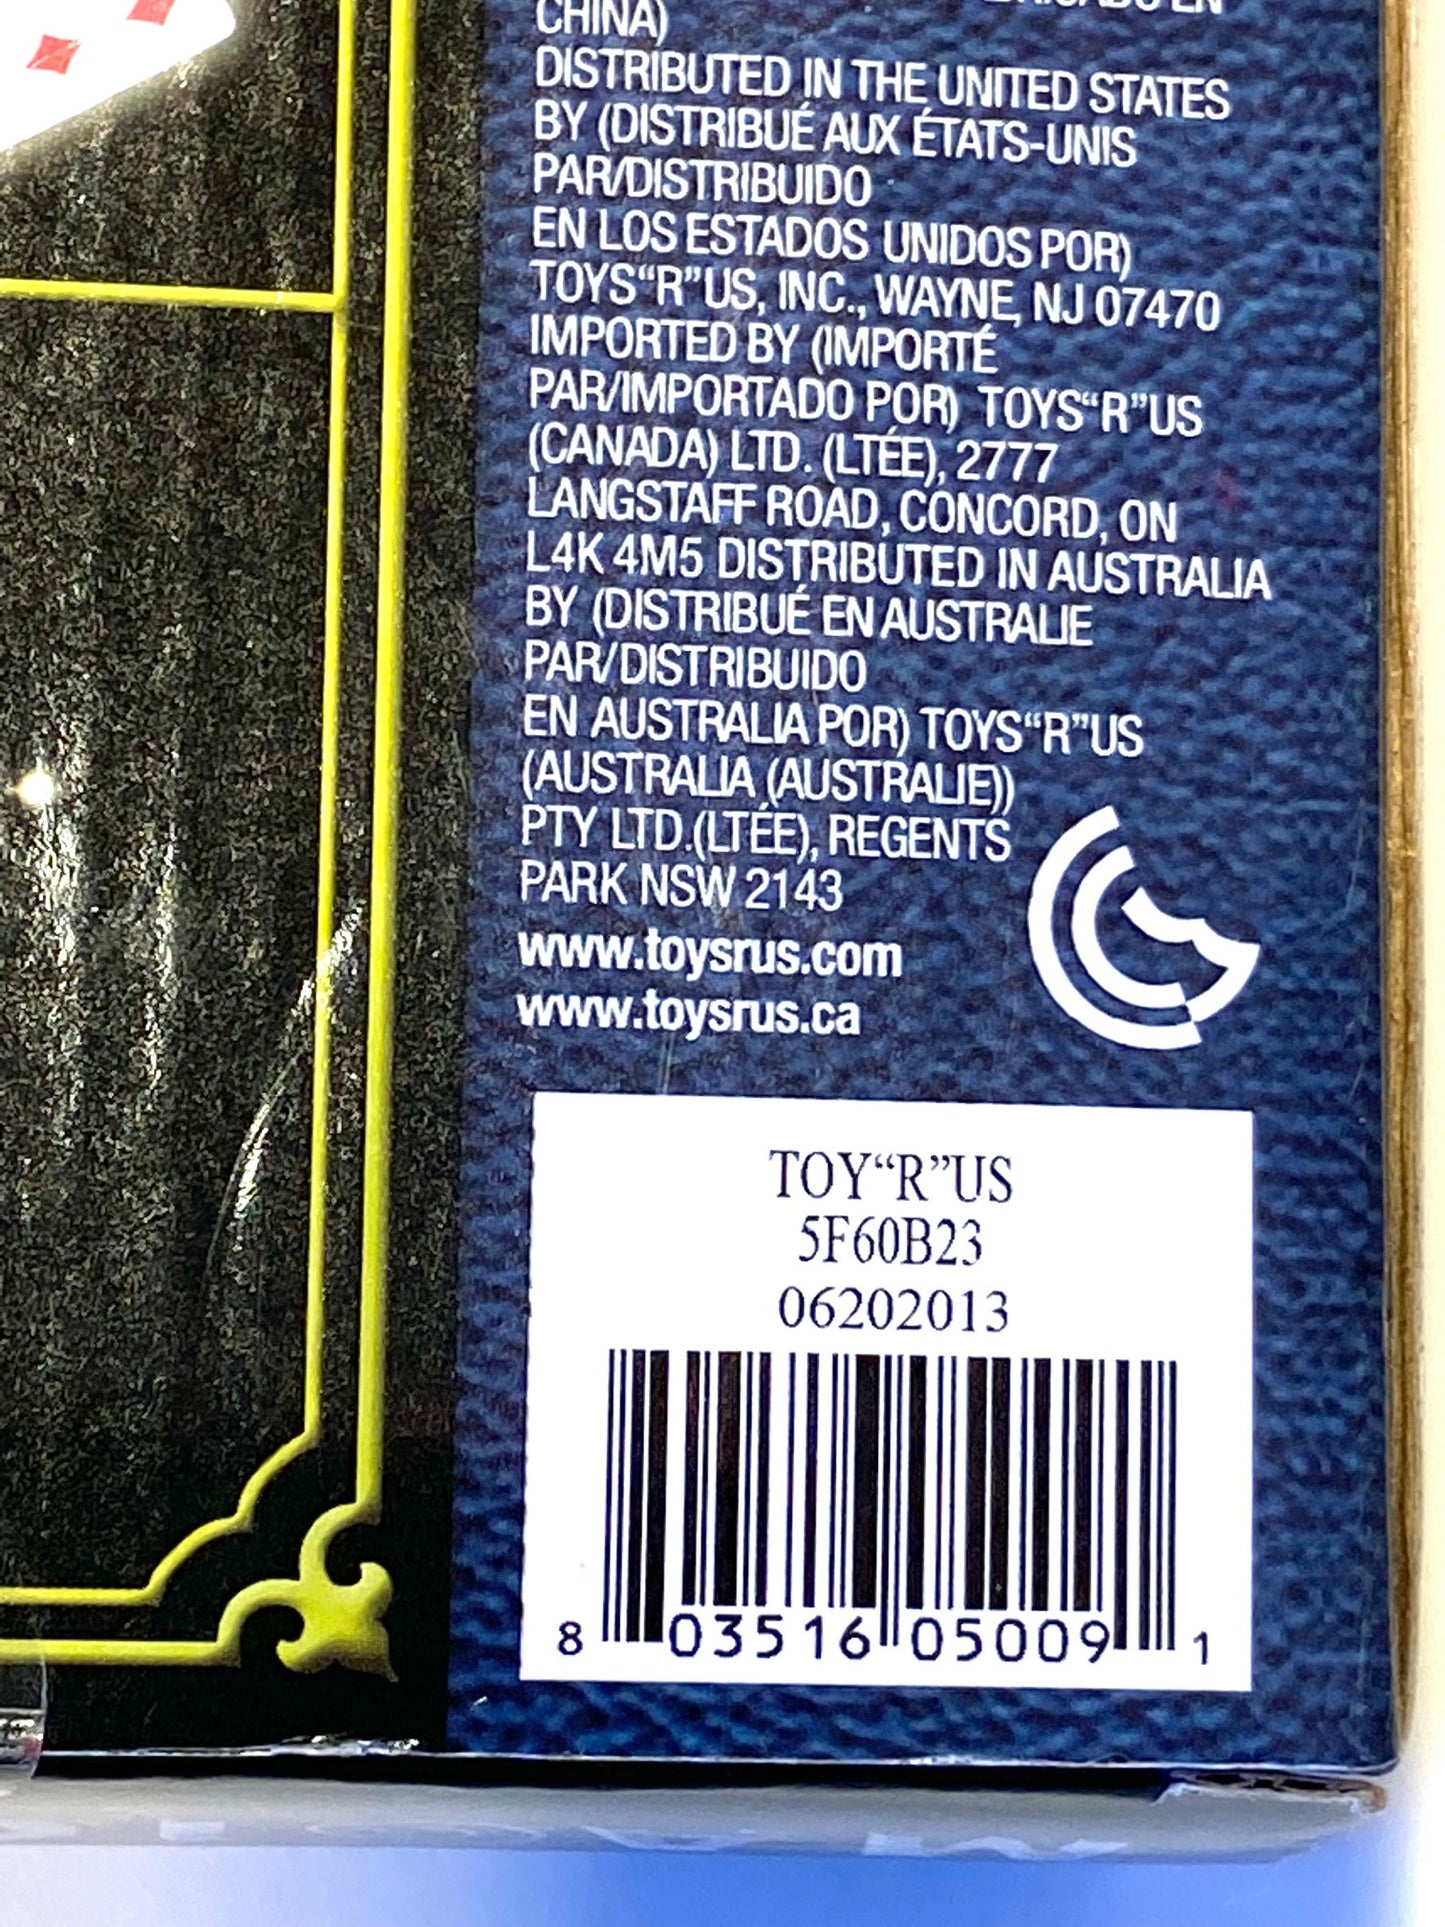 CHINA)
DISTRIBUTED IN THE UNITED STATES
BY (DISTRIBUÉ AUX ÉTATS-UNIS
PAR/DISTRIBUIDO
EN LOS ESTADOS UNIDOS POR)
TOYS“R”US, INC., WAYNE, NJ 07470
IMPORTED BY (IMPORTÉ
PAR/IMPORTADO POR) TOYS“R”US
(CANADA) LTD. (LTÉE), 2777
LANGSTAFF ROAD, CONCORD, ON
L4K 4M5 DISTRIBUTED IN AUSTRALIA
BY (DISTRIBUÉ EN AUSTRALIE
PAR/DISTRIBUIDO
EN AUSTRALIA POR) TOYS“R”US
(AUSTRALIA (AUSTRALIE))
PTY LTD.(LTÉE), REGENTS
PARK NSW 2143
www.toysrus.com
www.toysrus.ca
TOY“R”US
5F60B23
06202013
8 03516 05009 1